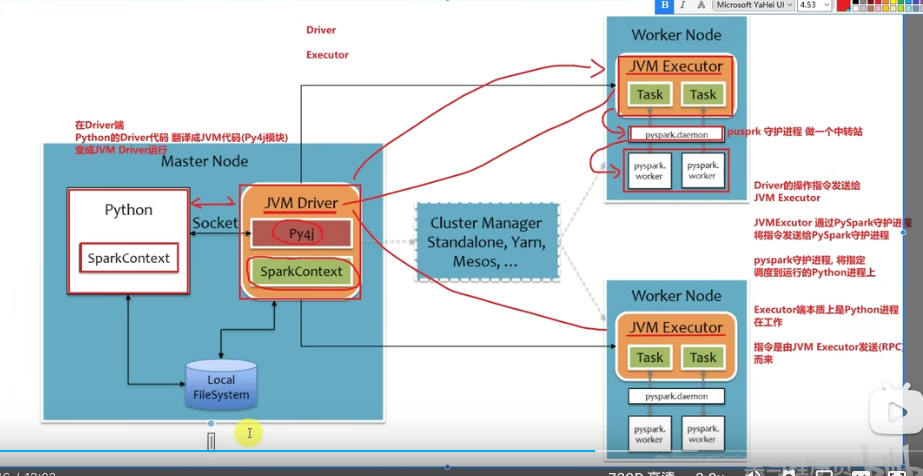 B I A Microsoft YaHei UI 4.53
Driver
Executor
在Driver端
Python的Driver代码 翻译成JVM代码(Py4j模块)
变成JVM Driver运行
Master Node
Python
SparkContext
Socket
JVM Driver
Py4j
SparkContext
Local
FileSystem
Cluster Manager
Standalone, Yarn,
Mesos, ...
Worker Node
JVM Executor
Task Task
pyspark.daemon
pyspark.
worker
pyspark.
worker
Worker Node
JVM Executor
Task Task
pyspark.daemon
pyspark.
worker
pyspark.
worker
pusprk 守护进程 做一个中转站
Driver的操作指令发送给
JVM Executor
JVMExcutor 通过PySpark守护进程
将指令发送给PySpark守护进程
pyspark守护进程, 将指定
调度到运行的Python进程上
Executor端本质上是Python进程
在工作
指令是由JVM Executor发送(RPC)
而来